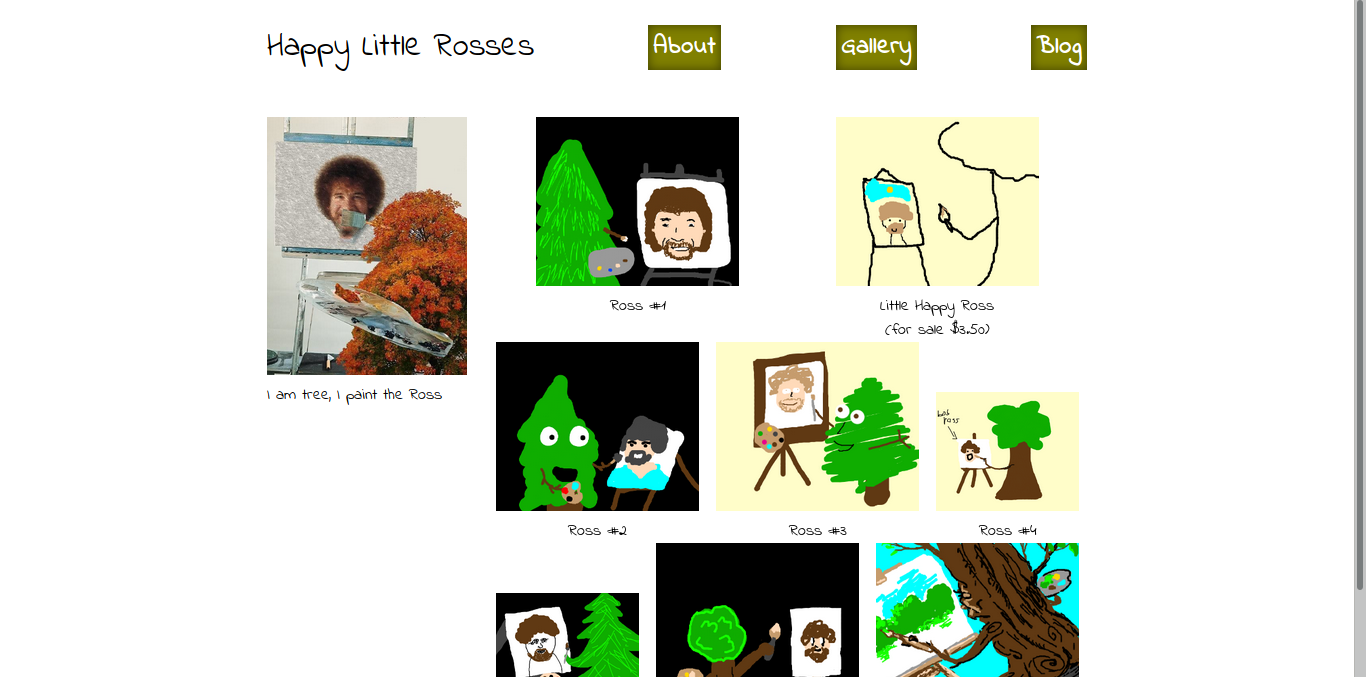 Happy Little Rosses
About
Gallery
Blog
I am tree, I paint the Ross
Ross #1
Little Happy Ross
(for sale $3.50)
best
ross
Ross #2
Ross #3
Ross #4